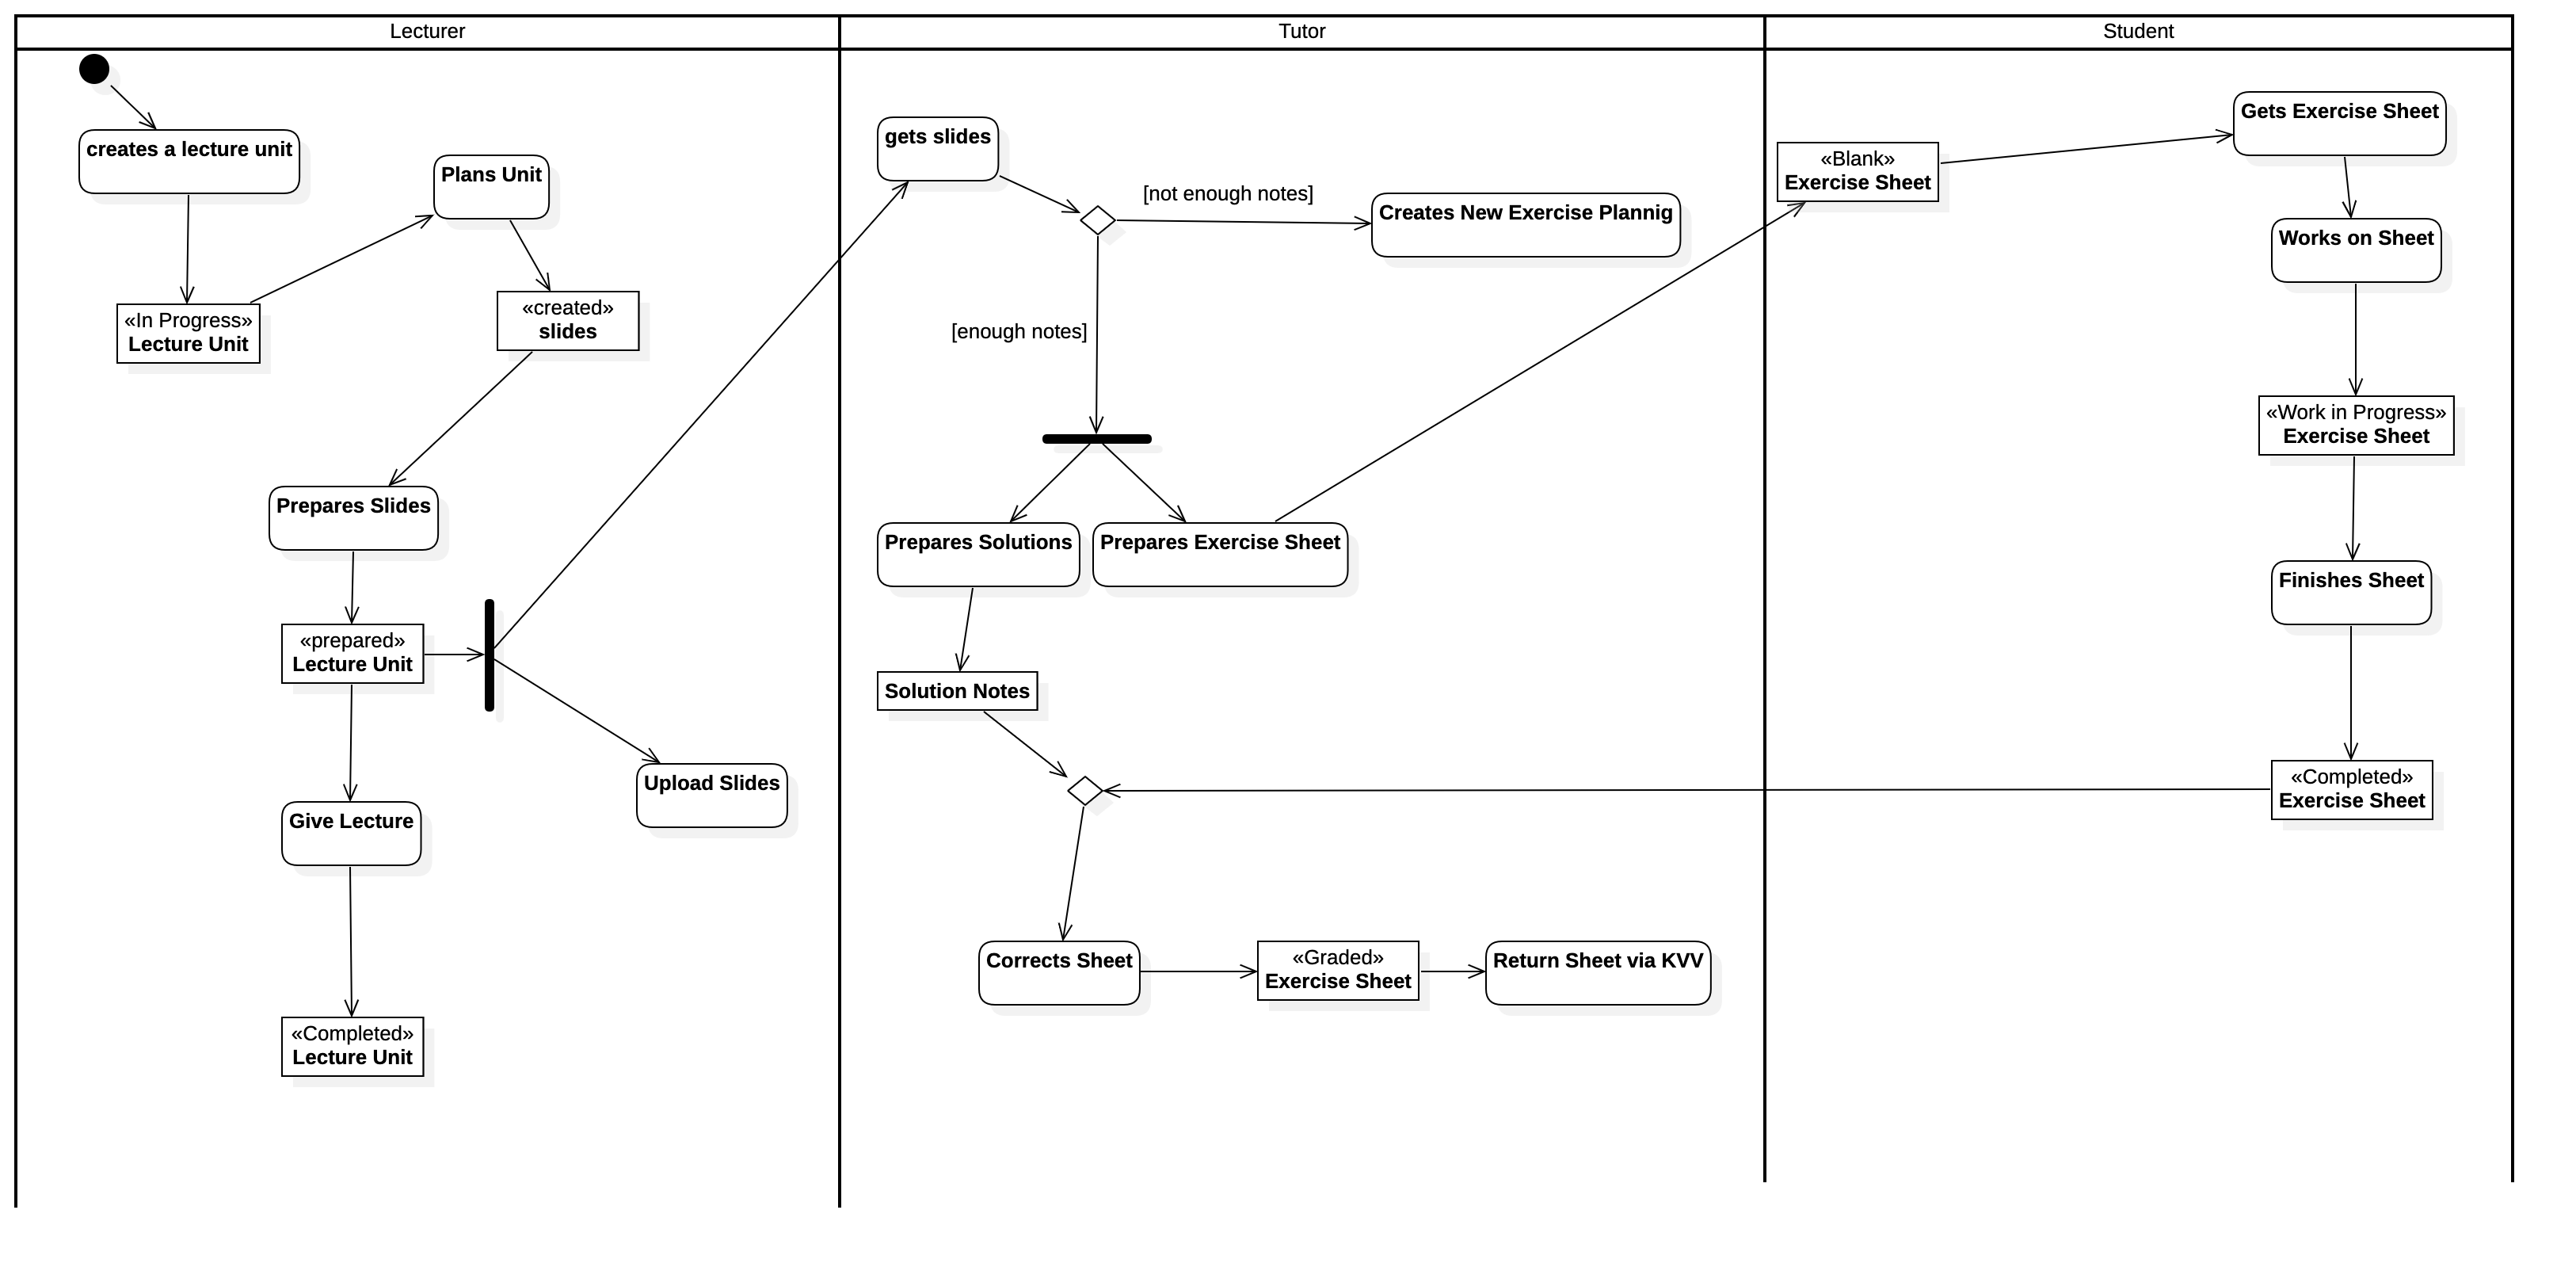 Lecturer
Tutor
Student
creates a lecture unit
Plans Unit
«In Progress»
Lecture Unit
«created»
slides
Prepares Slides
«prepared»
Lecture Unit
Upload Slides
Give Lecture
«Completed»
Lecture Unit
gets slides
[not enough notes]
Creates New Exercise Plannig
[enough notes]
Prepares Solutions
Prepares Exercise Sheet
Solution Notes
Corrects Sheet
«Graded»
Exercise Sheet
Return Sheet via KVV
«Blank»
Exercise Sheet
Gets Exercise Sheet
Works on Sheet
«Work in Progress»
Exercise Sheet
Finishes Sheet
«Completed»
Exercise Sheet